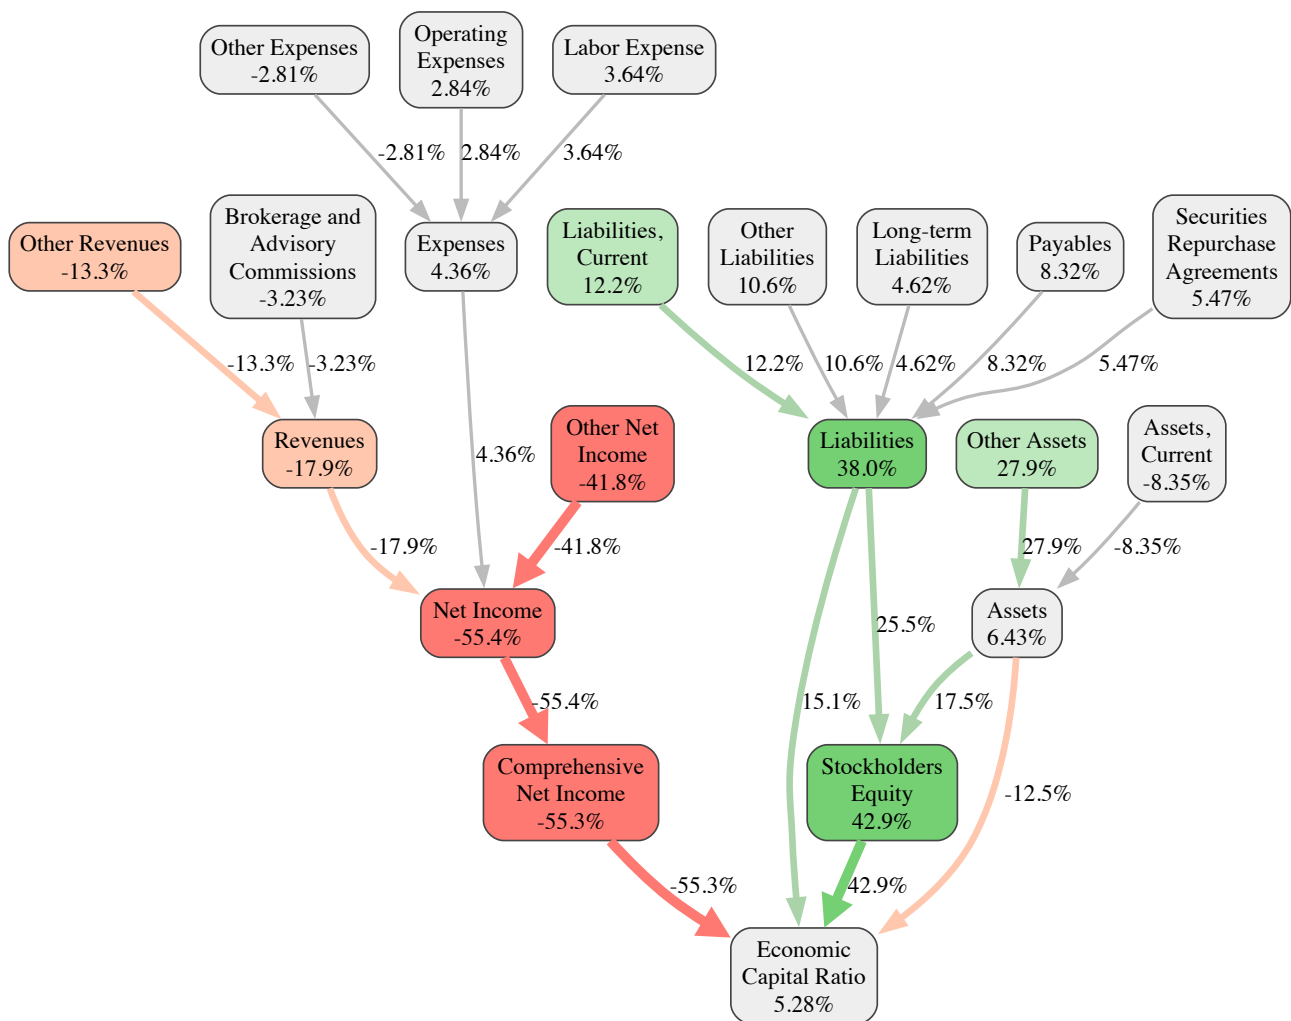 Other Expenses
-2.81%
Operating
Expenses
2.84%
Labor Expense
3.64%
-2.81%
2.84%
3.64%
Other Revenues
-13.3%
Brokerage and
Advisory
Commissions
-3.23%
Expenses
4.36%
Liabilities,
Current
12.2%
Other
Liabilities
10.6%
Long-term
Liabilities
4.62%
Payables
8.32%
Securities
Repurchase
Agreements
5.47%
-13.3%
-3.23%
12.2%
10.6%
4.62%
8.32%
5.47%
Revenues
-17.9%
4.36%
Other Net
Income
-41.8%
Liabilities
38.0%
Other Assets
27.9%
Assets,
Current
-8.35%
-17.9%
-41.8%
27.9%
-8.35%
Net Income
-55.4%
25.5%
Assets
6.43%
-55.4%
15.1%
17.5%
Comprehensive
Net Income
-55.3%
Stockholders
Equity
42.9%
-12.5%
-55.3%
42.9%
Economic
Capital Ratio
5.28%